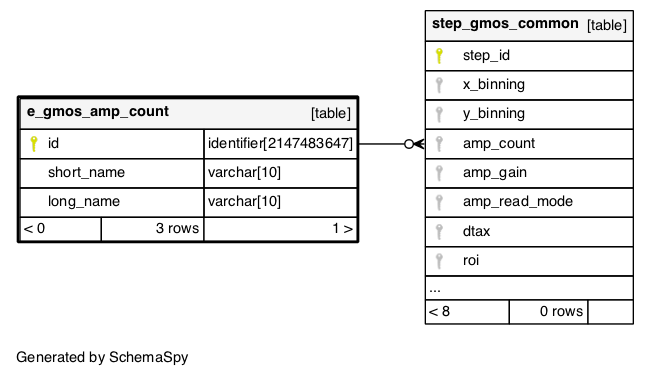 step_gmos_common [table]
step_id
x_binning
y_binning
amp_count
amp_gain
amp_read_mode
dtax
roi
...
< 8 0 rows
e_gmos_amp_count [table]
id identifier[2147483647]
short_name varchar[10]
long_name varchar[10]
< 0 3 rows 1 >
Generated by SchemaSpy